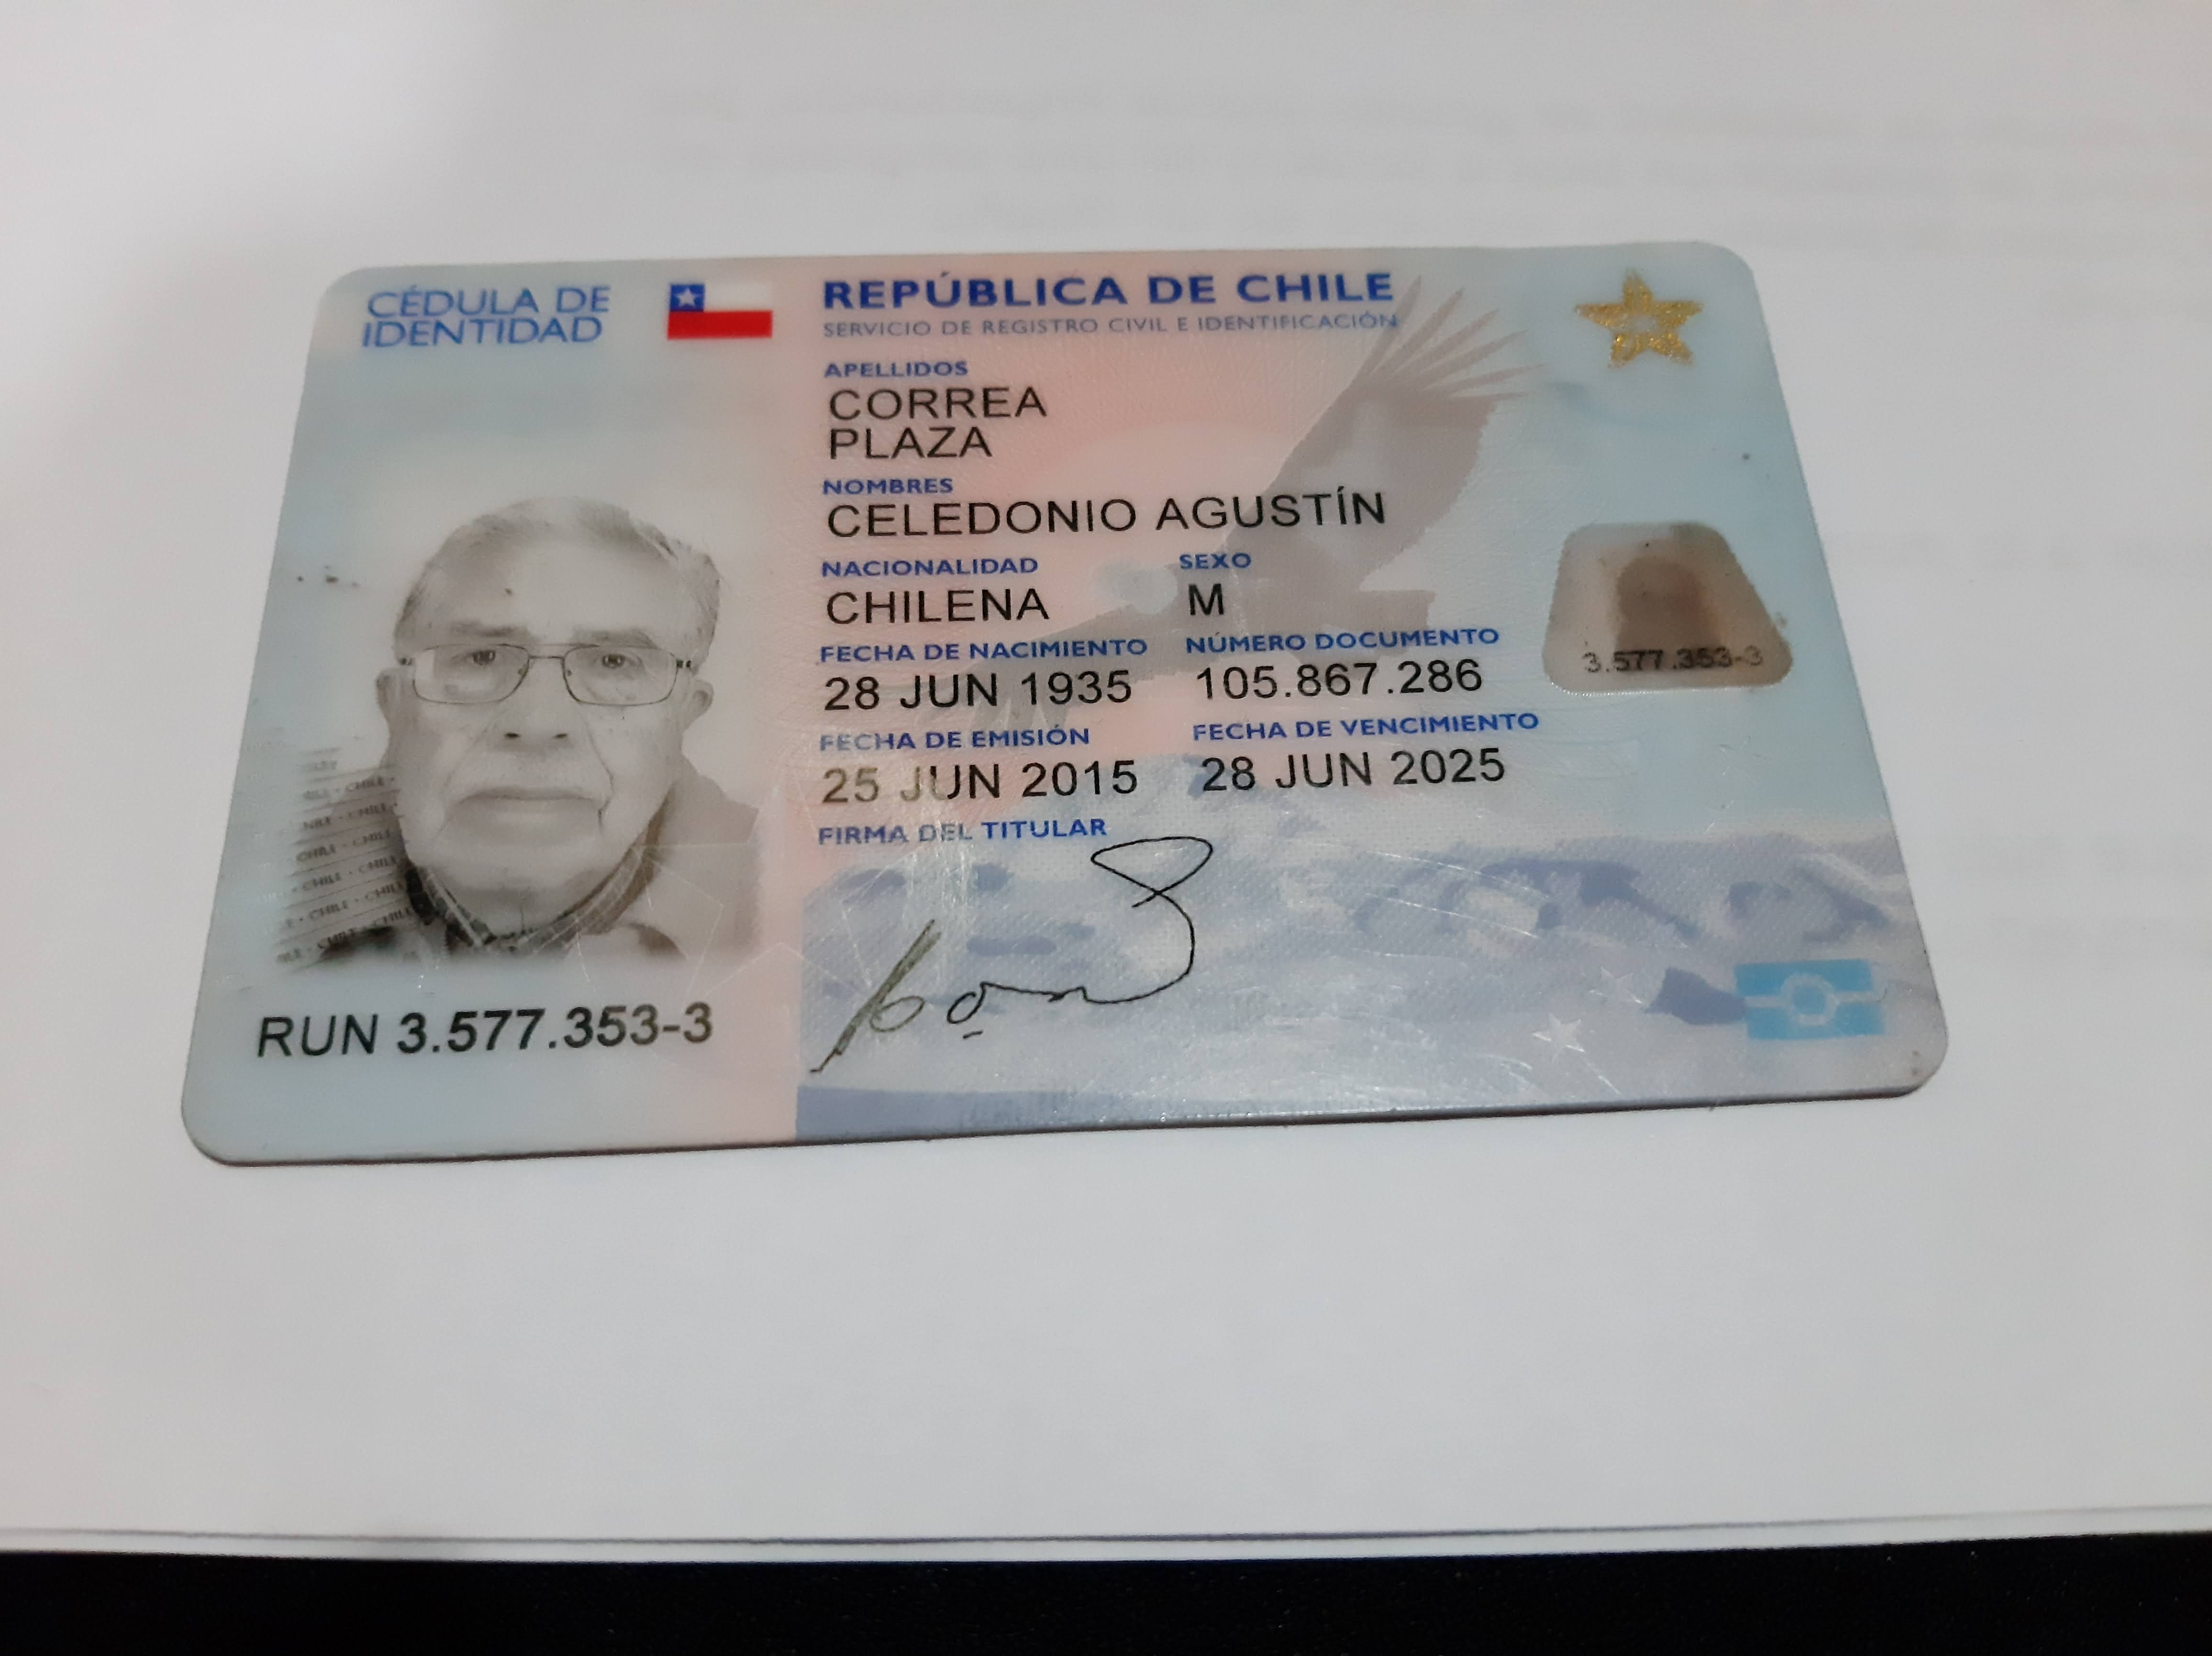 CÉDULA DE
IDENTIDAD
REPÚBLICA DE CHILE
SERVICIO DE REGISTRO CIVIL E IDENTIFICACIÓN
APELLIDOS
CORREA
PLAZA
NOMBRES
CELEDONIO AGUSTÍN
NACIONALIDAD SEXO
CHILENA M
FECHA DE NACIMIENTO NÚMERO DOCUMENTO
28 JUN 1935 105.867.286
3.577.353-3
FECHA DE EMISIÓN FECHA DE VENCIMIENTO
25 JUN 2015 28 JUN 2025
FIRMA DEL TITULAR
RUN 3.577.353-3